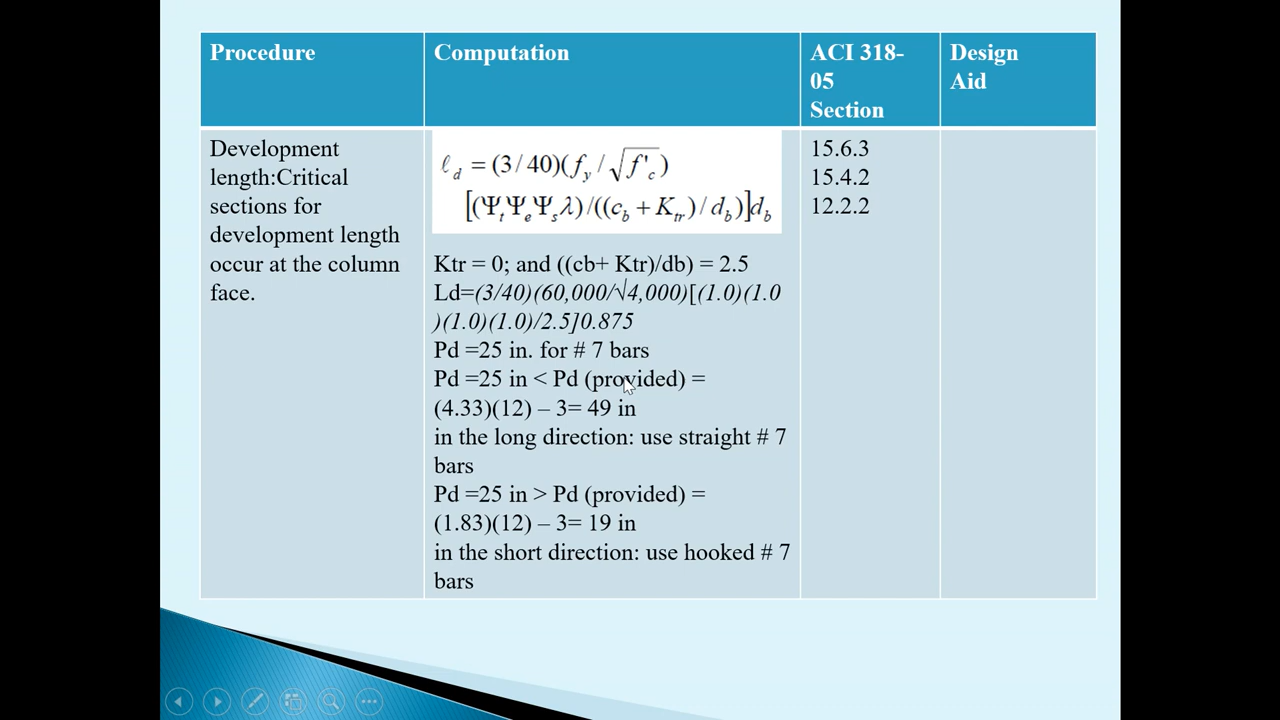 Procedure
Computation
ACI 318-
05
Section
Design
Aid
Development
length:Critical
sections for
development length
occur at the column
face.
ℓd = (3/40)(fy/√f'c)
[(ΨtΨeΨsλ)/((cb+Ktr)/db)]db
Ktr = 0; and ((cb+ Ktr)/db) = 2.5
Ld=(3/40)(60,000/√4,000)[(1.0)(1.0
)(1.0)(1.0)/2.5]0.875
Pd =25 in. for # 7 bars
Pd =25 in < Pd (provided) =
(4.33)(12) – 3= 49 in
in the long direction: use straight # 7
bars
Pd =25 in > Pd (provided) =
(1.83)(12) – 3= 19 in
in the short direction: use hooked # 7
bars
15.6.3
15.4.2
12.2.2